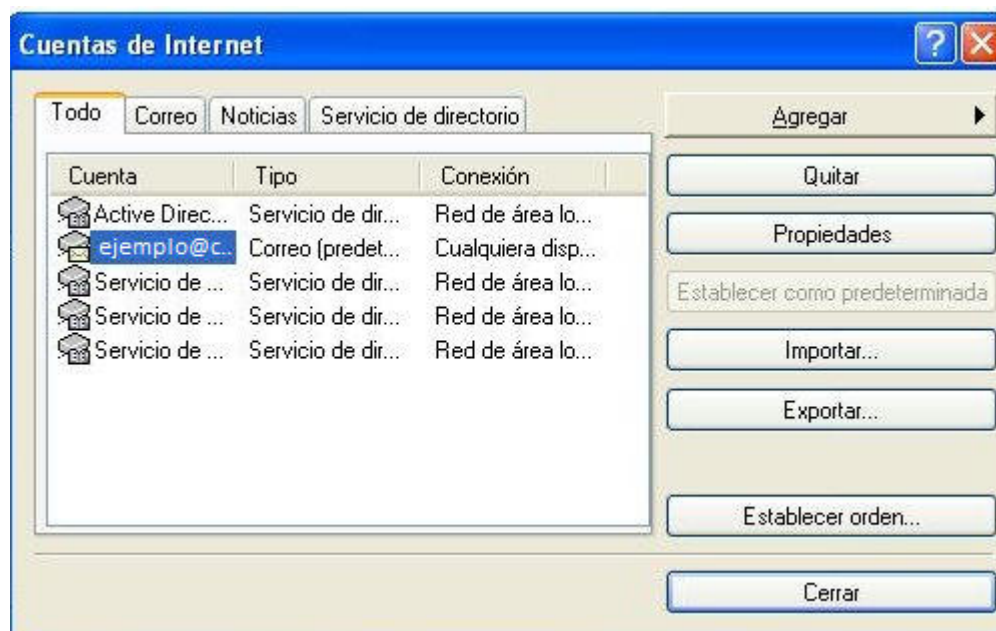 Cuentas de Internet
Todo Correo Noticias Servicio de directorio
Cuenta Tipo Conexión
Active Direc... Servicio de dir... Red de área lo...
ejemplo@c.. Correo (predet... Cualquiera disp...
Servicio de ... Servicio de dir... Red de área lo...
Servicio de ... Servicio de dir... Red de área lo...
Servicio de ... Servicio de dir... Red de área lo...
Agregar
Quitar
Propiedades
Establecer como predeterminada
Importar...
Exportar...
Establecer orden...
Cerrar